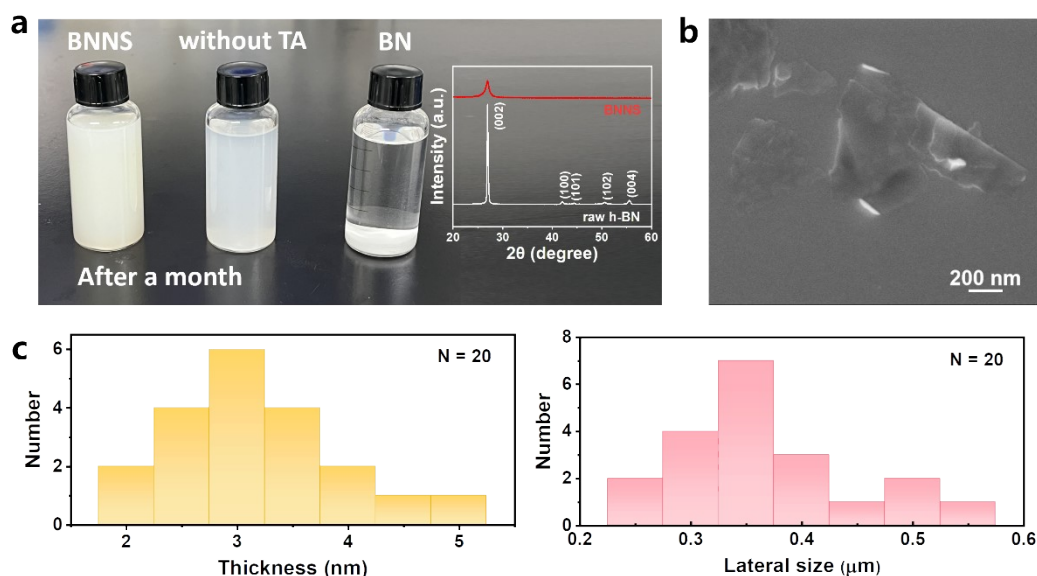 a
BNNS without TA BN
After a month
Intensity (a.u.)
BNNS
(002)
(100)
(101)
(102)
(004)
raw h-BN
20 30 40 50 60
2θ (degree)
b
200 nm
c
N = 20
Number
0
2
4
6
2 3 4 5
Thickness (nm)
N = 20
Number
0
2
4
6
8
0.2 0.3 0.4 0.5 0.6
Lateral size (μm)